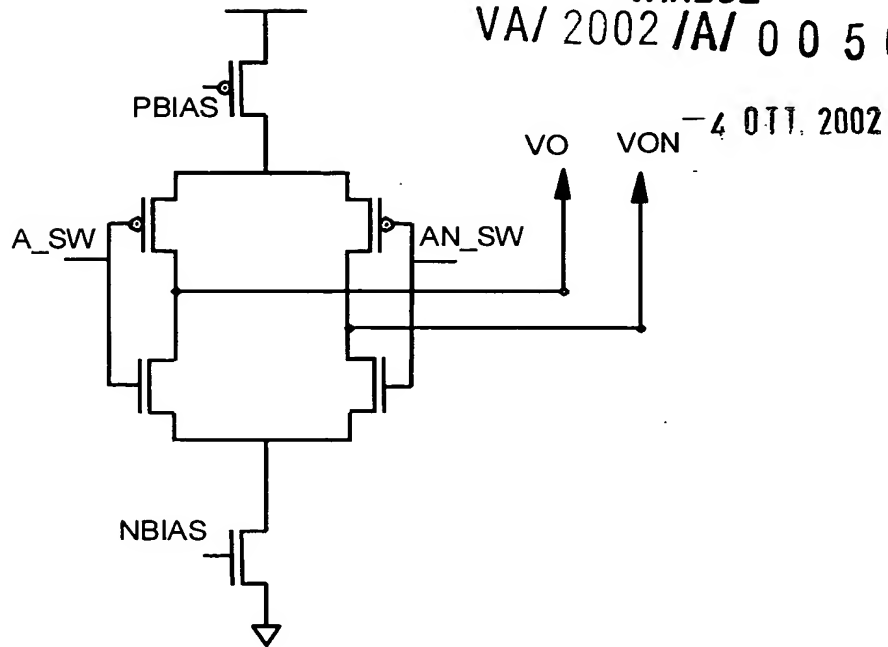 VA/ 2002 /A/ 0 0 5
PBIAS
-4 OTT. 2002
VO VON
A_SW AN_SW
NBIAS